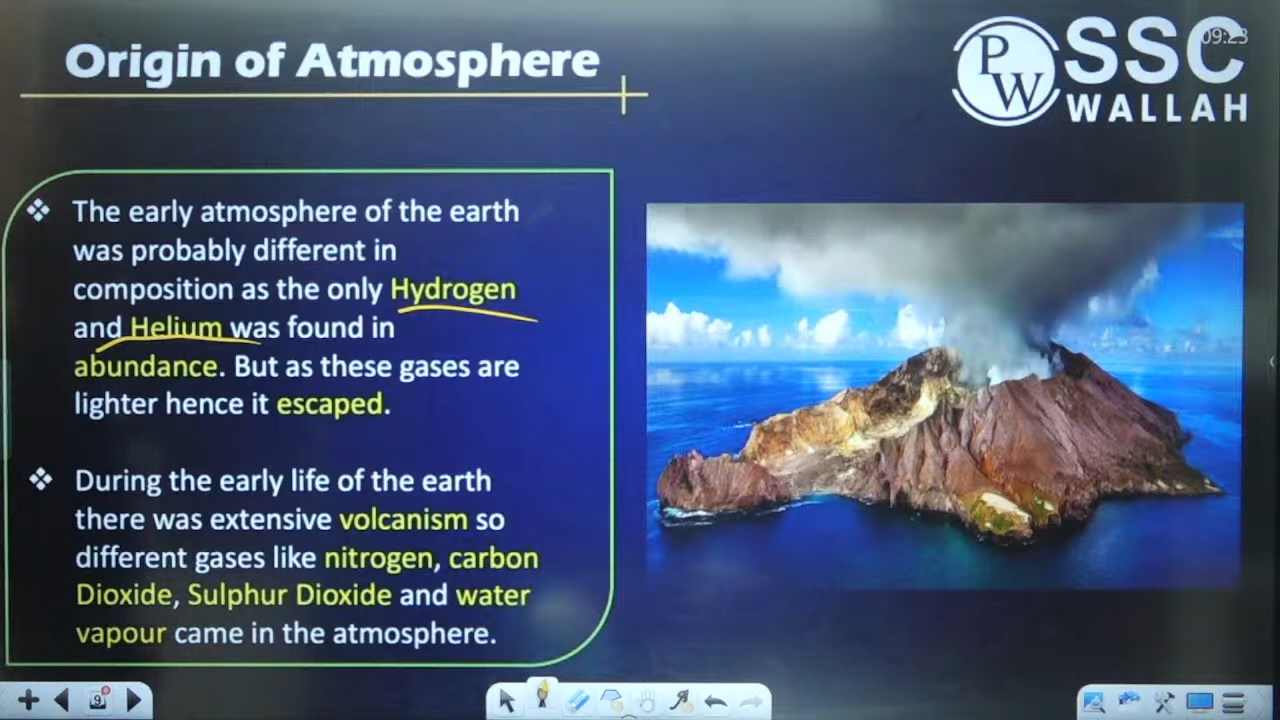 Origin of Atmosphere
PW
SSC
WALLAH
09:23
❖ The early atmosphere of the earth
was probably different in
composition as the only Hydrogen
and Helium was found in
abundance. But as these gases are
lighter hence it escaped.
❖ During the early life of the earth
there was extensive volcanism so
different gases like nitrogen, carbon
Dioxide, Sulphur Dioxide and water
vapour came in the atmosphere.
9